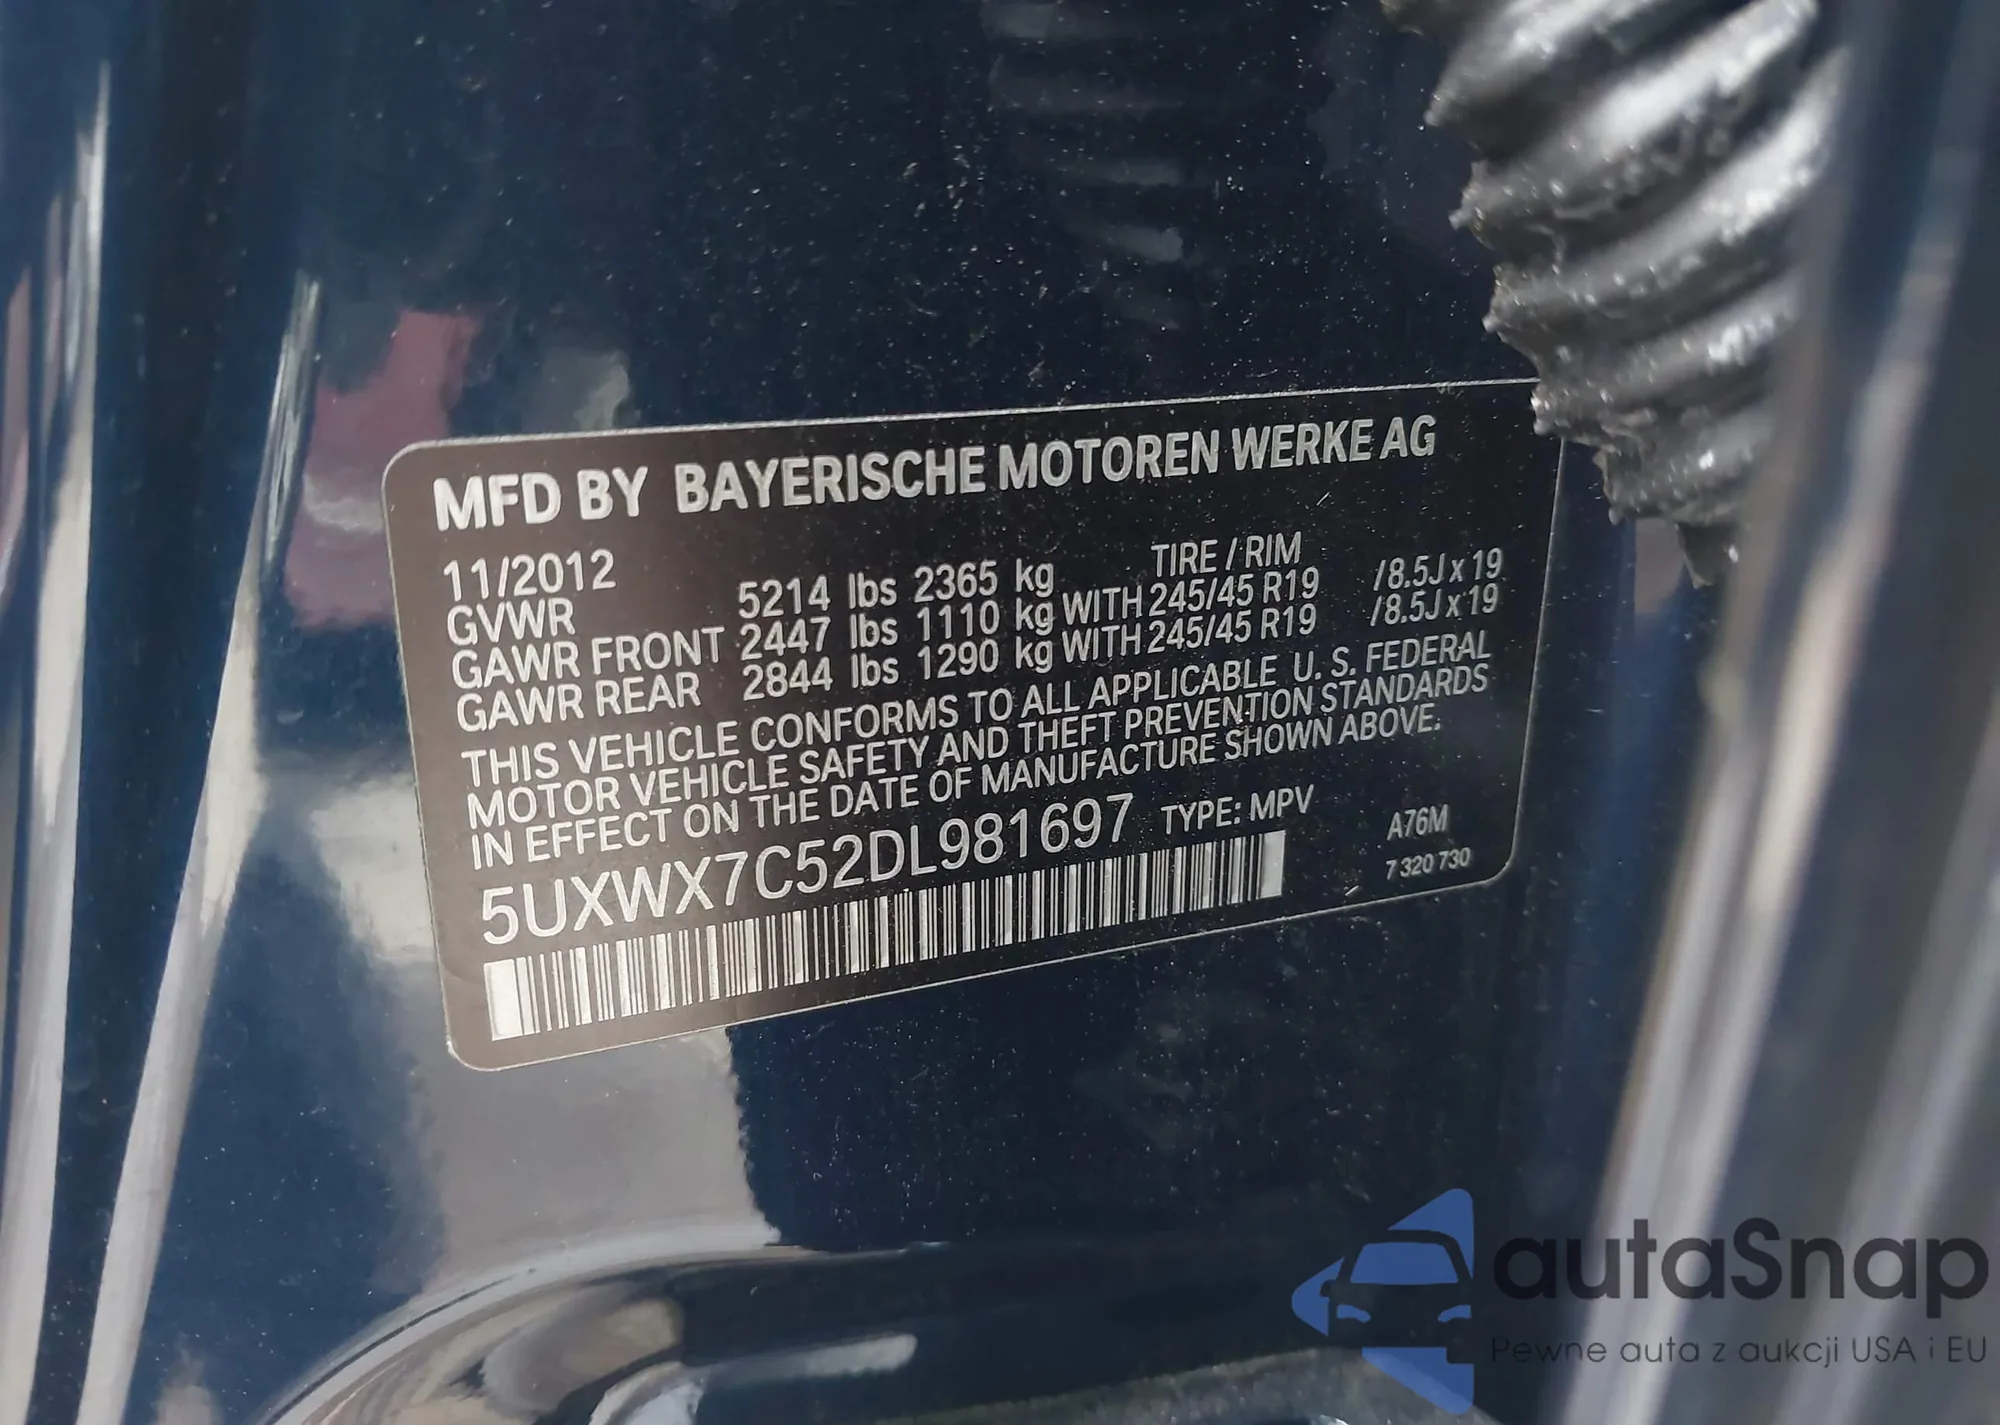 MFD BY BAYERISCHE MOTOREN WERKE AG
11/2012 TIRE / RIM
GVWR 5214 lbs 2365 kg
GAWR FRONT 2447 lbs 1110 kg WITH 245/45 R19 /8.5J x 19
GAWR REAR 2844 lbs 1290 kg WITH 245/45 R19 /8.5J x 19
THIS VEHICLE CONFORMS TO ALL APPLICABLE U. S. FEDERAL
MOTOR VEHICLE SAFETY AND THEFT PREVENTION STANDARDS
IN EFFECT ON THE DATE OF MANUFACTURE SHOWN ABOVE.
5UXWX7C52DL981697 TYPE: MPV
A76M
7 320 730
autaSnap
Pewne auta z aukcji USA i EU